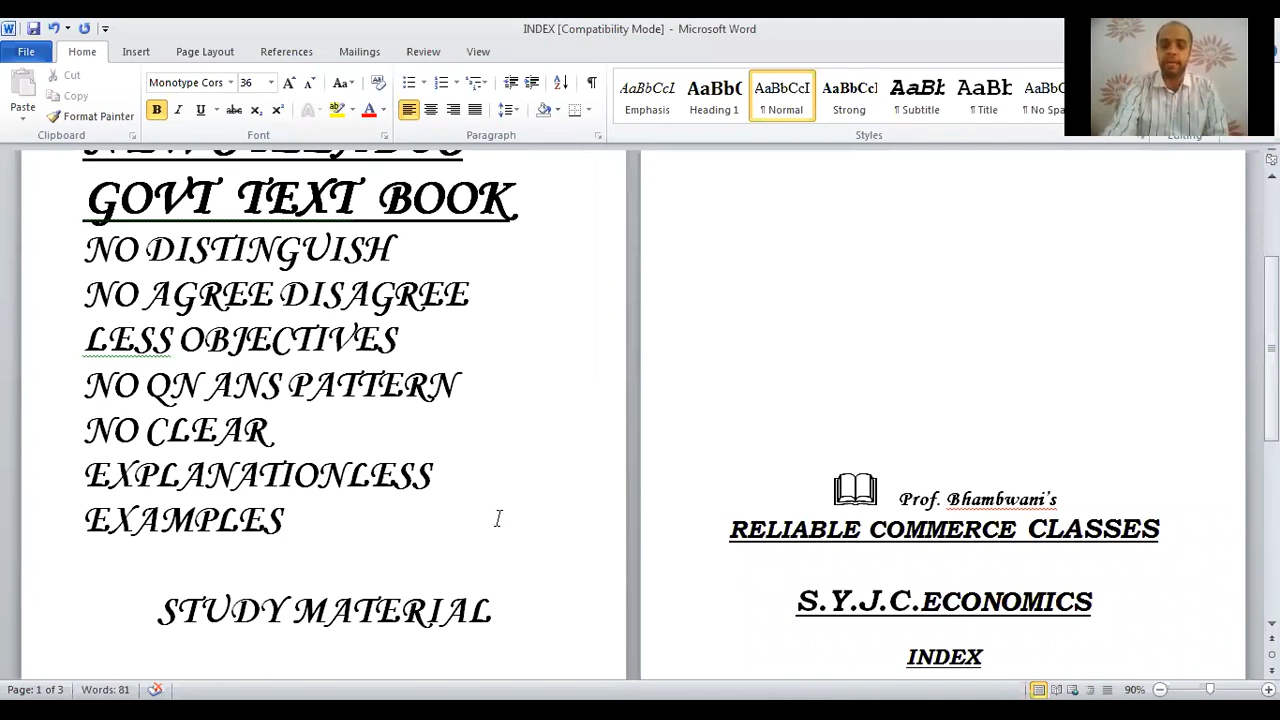 INDEX [Compatibility Mode] - Microsoft Word
File Home Insert Page Layout References Mailings Review View
Paste
Cut
Copy
Format Painter
Clipboard
Monotype Cors 36
Font
Paragraph
AaBbCcI AaBbC AaBbCcI AaBbCcI AaBbC AaBbC AaBbCc
Emphasis Heading 1 ¶ Normal Strong ¶ Subtitle ¶ Title ¶ No Spa
Styles
GOVT TEXT BOOK
NO DISTINGUISH
NO AGREE DISAGREE
LESS OBJECTIVES
NO QN ANS PATTERN
NO CLEAR
EXPLANATIONLESS
EXAMPLES
STUDY MATERIAL
Prof. Bhambwani's
RELIABLE COMMERCE CLASSES
S.Y.J.C.ECONOMICS
INDEX
Page: 1 of 3 Words: 81 90%